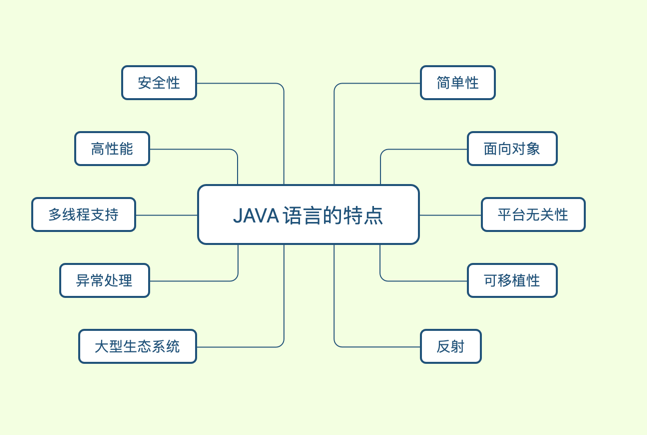 安全性
简单性
高性能
面向对象
多线程支持
JAVA 语言的特点
平台无关性
异常处理
可移植性
大型生态系统
反射